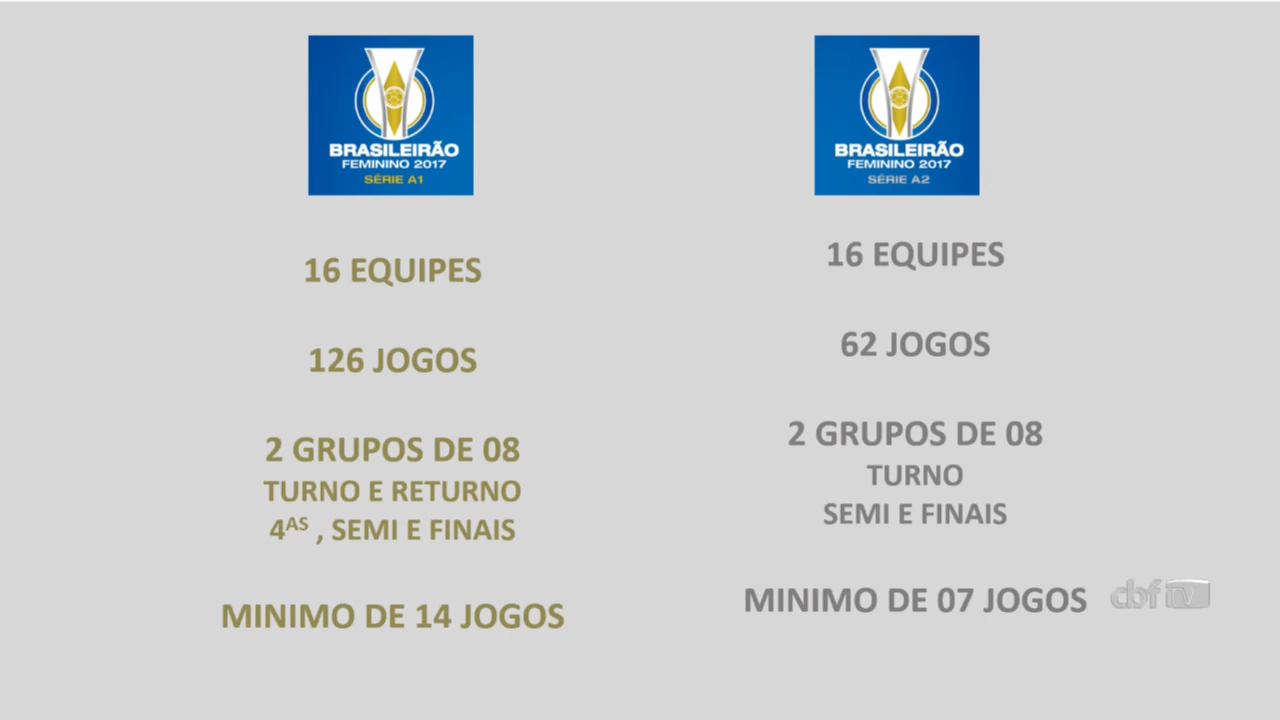 BRASILEIRÃO
FEMININO 2017
SÉRIE A1
16 EQUIPES
126 JOGOS
2 GRUPOS DE 08
TURNO E RETURNO
4AS , SEMI E FINAIS
MINIMO DE 14 JOGOS
BRASILEIRÃO
FEMININO 2017
SÉRIE A2
16 EQUIPES
62 JOGOS
2 GRUPOS DE 08
TURNO
SEMI E FINAIS
MINIMO DE 07 JOGOS
cbf TV